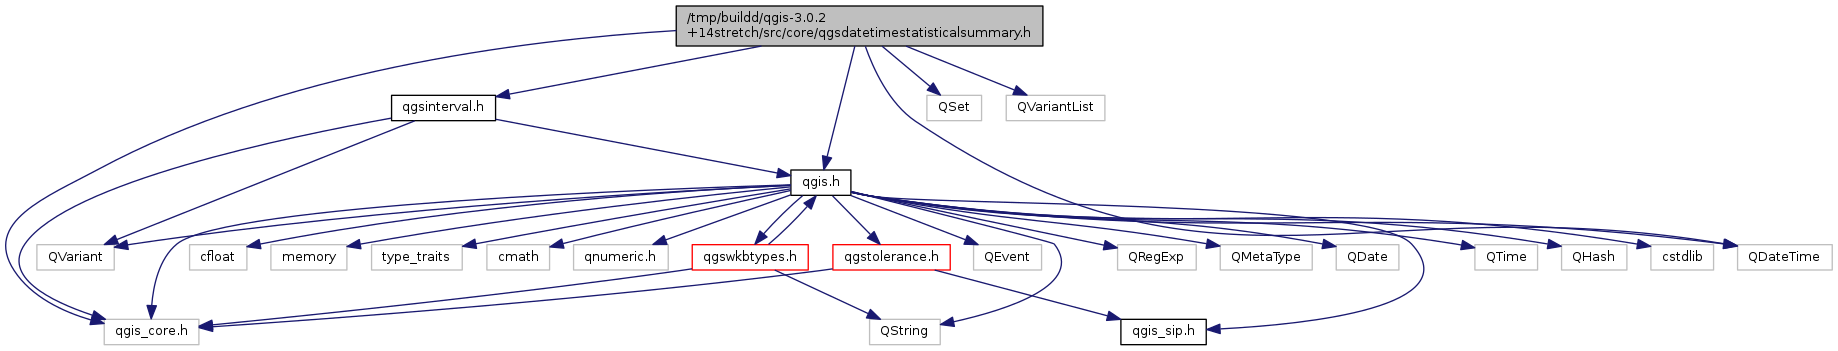 /tmp/buildd/qgis-3.0.2
+14stretch/src/core/qgsdatetimestatisticalsummary.h
qgsinterval.h
QSet
QVariantList
qgis.h
QVariant
cfloat
memory
type_traits
cmath
qnumeric.h
qgswkbtypes.h
qgstolerance.h
QEvent
QRegExp
QMetaType
QDate
QTime
QHash
cstdlib
QDateTime
qgis_core.h
QString
qgis_sip.h